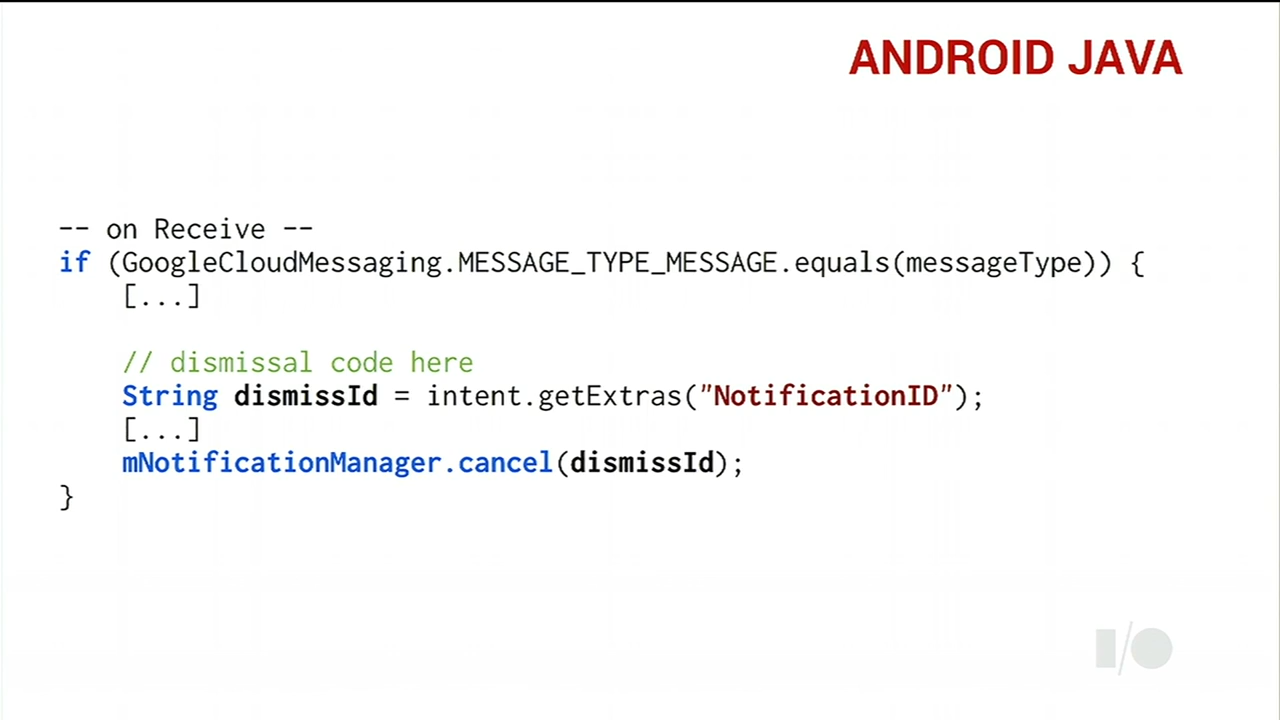 ANDROID JAVA
-- on Receive --
if (GoogleCloudMessaging.MESSAGE_TYPE_MESSAGE.equals(messageType)) {
[...]
// dismissal code here
String dismissId = intent.getExtras("NotificationID");
[...]
mNotificationManager.cancel(dismissId);
}
I/O